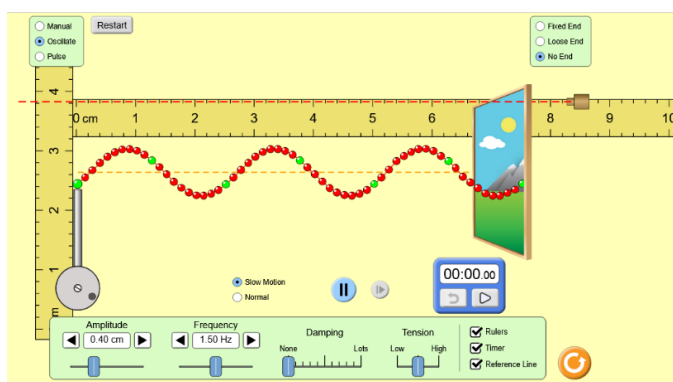 Manual
Oscillate
Pulse
Restart
Fixed End
Loose End
No End
4
3
2
1
0 cm
1
2
3
4
5
6
8
9
10
Slow Motion
Normal
00:00.00
Amplitude
0.40 cm
Frequency
1.50 Hz
Damping
None
Lots
Tension
Low
High
Rulers
Timer
Reference Line